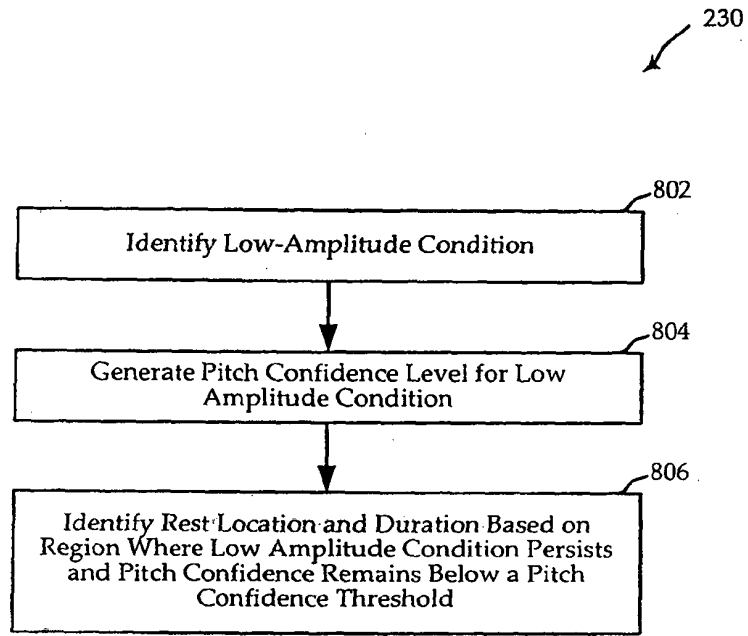 230
802
Identify Low-Amplitude Condition
804
Generate Pitch Confidence Level for Low
Amplitude Condition
806
Identify Rest Location and Duration Based on
Region Where Low Amplitude Condition Persists
and Pitch Confidence Remains Below a Pitch
Confidence Threshold